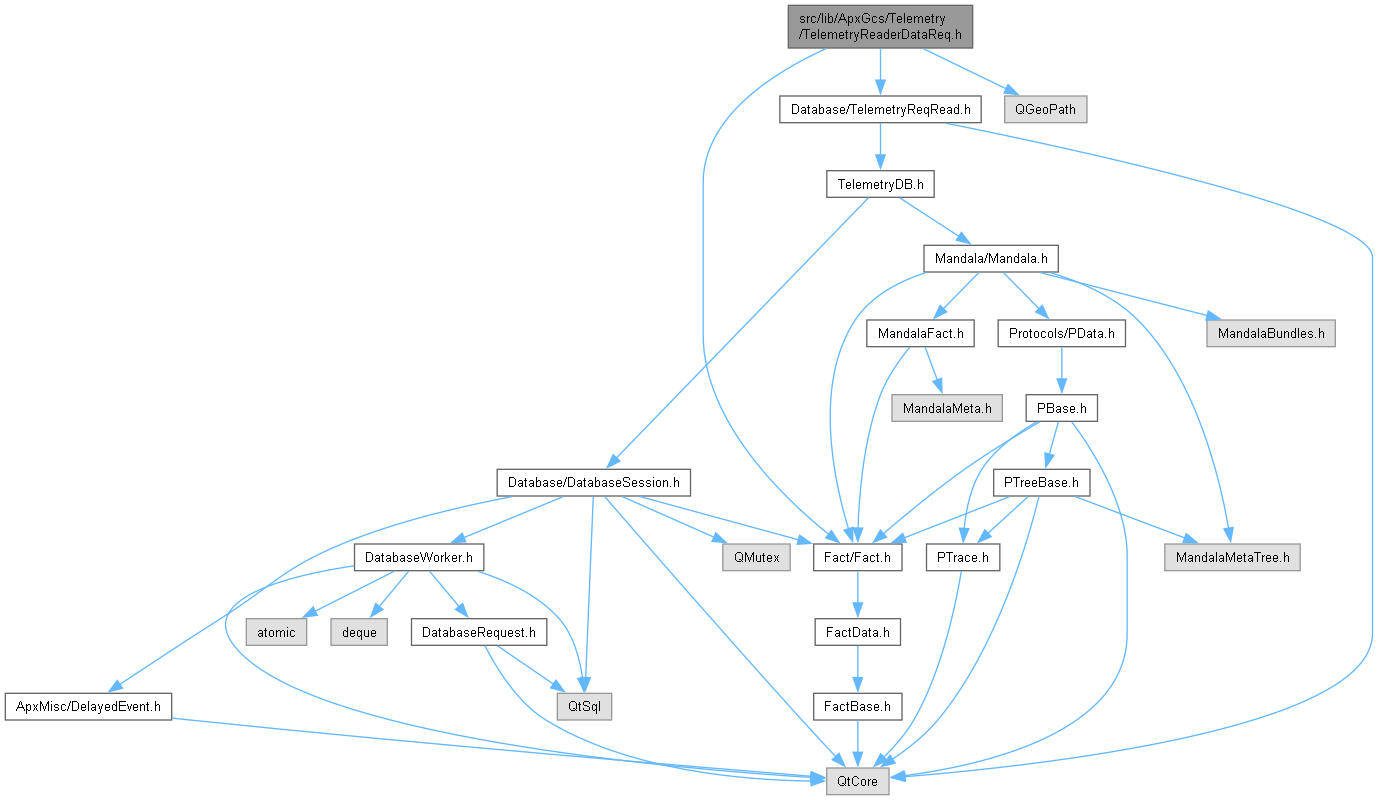 src/lib/ApxGcs/Telemetry
/TelemetryReaderDataReq.h
Database/TelemetryReqRead.h
QGeoPath
TelemetryDB.h
Mandala/Mandala.h
MandalaFact.h
Protocols/PData.h
MandalaBundles.h
MandalaMeta.h
PBase.h
Database/DatabaseSession.h
PTreeBase.h
DatabaseWorker.h
QMutex
Fact/Fact.h
PTrace.h
MandalaMetaTree.h
atomic
deque
DatabaseRequest.h
FactData.h
ApxMisc/DelayedEvent.h
QtSql
FactBase.h
QtCore